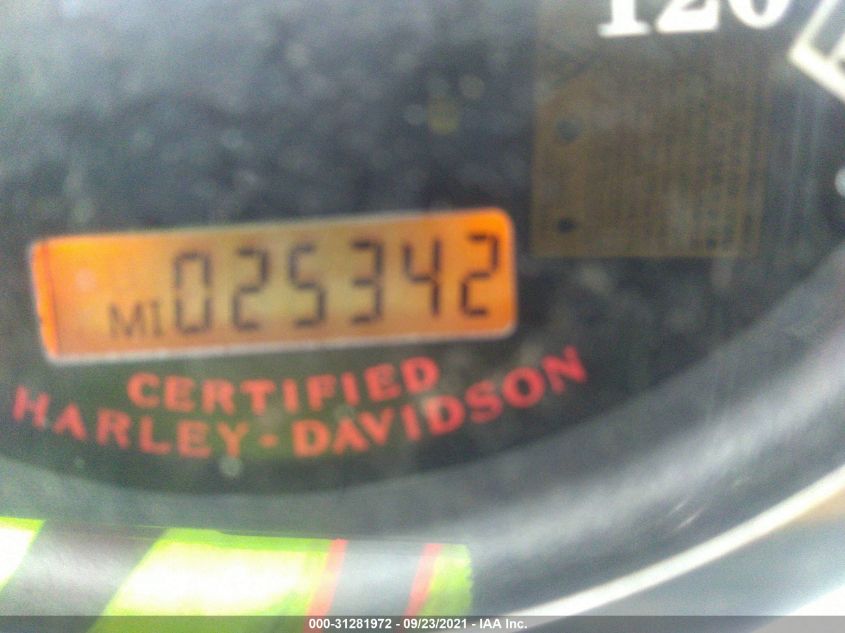 120
MI 025342
CERTIFIED
HARLEY-DAVIDSON
000-31281972 - 09/23/2021 - IAA Inc.